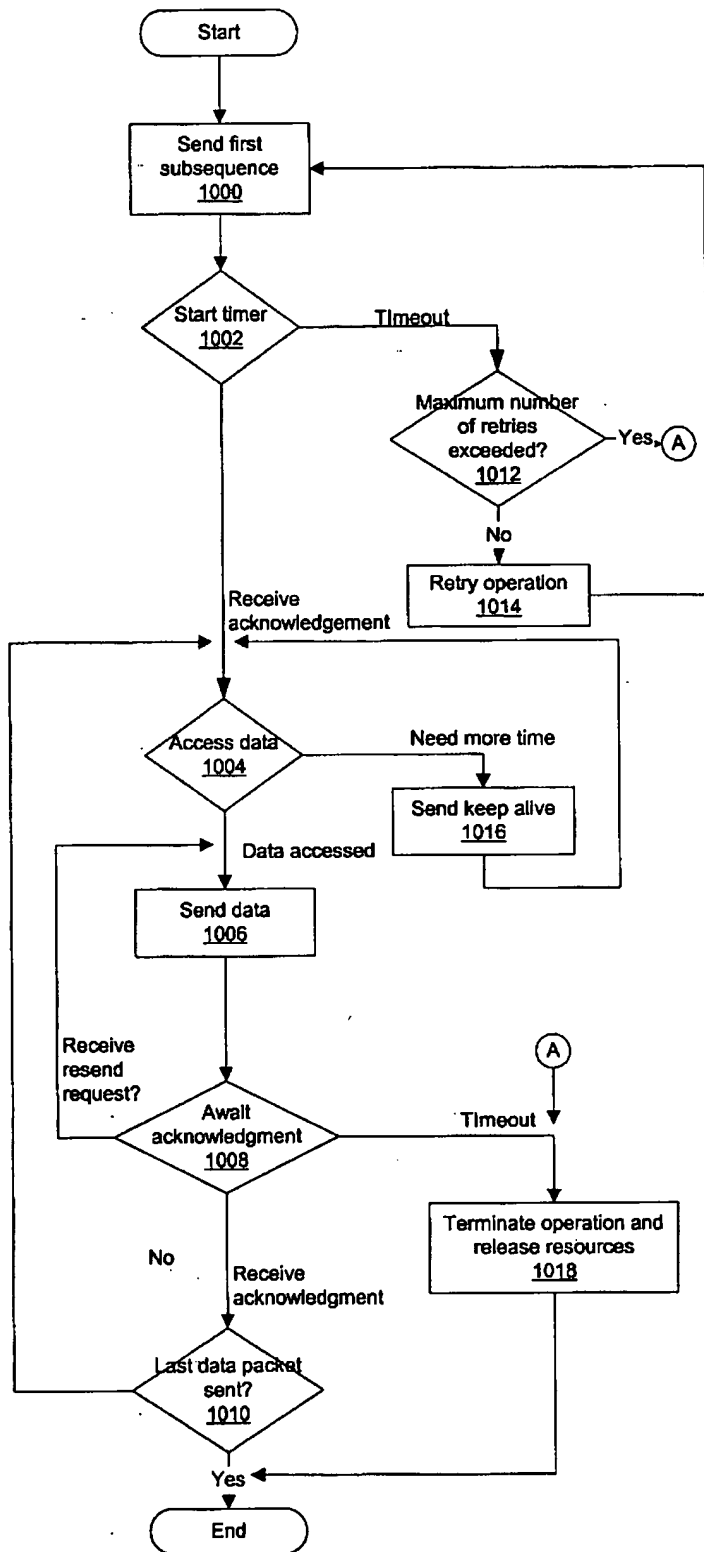 Start
Send first
subsequence
1000
Start timer
1002
TImeout
Maximum number
of retries
exceeded?
1012
Yes
A
No
Retry operation
1014
Receive
acknowledgement
Access data
1004
Need more time
Send keep alive
1016
Data accessed
Send data
1006
Receive
resend
request?
A
Await
acknowledgment
1008
TImeout
Terminate operation and
release resources
1018
No
Receive
acknowledgment
Last data packet
sent?
1010
Yes
End